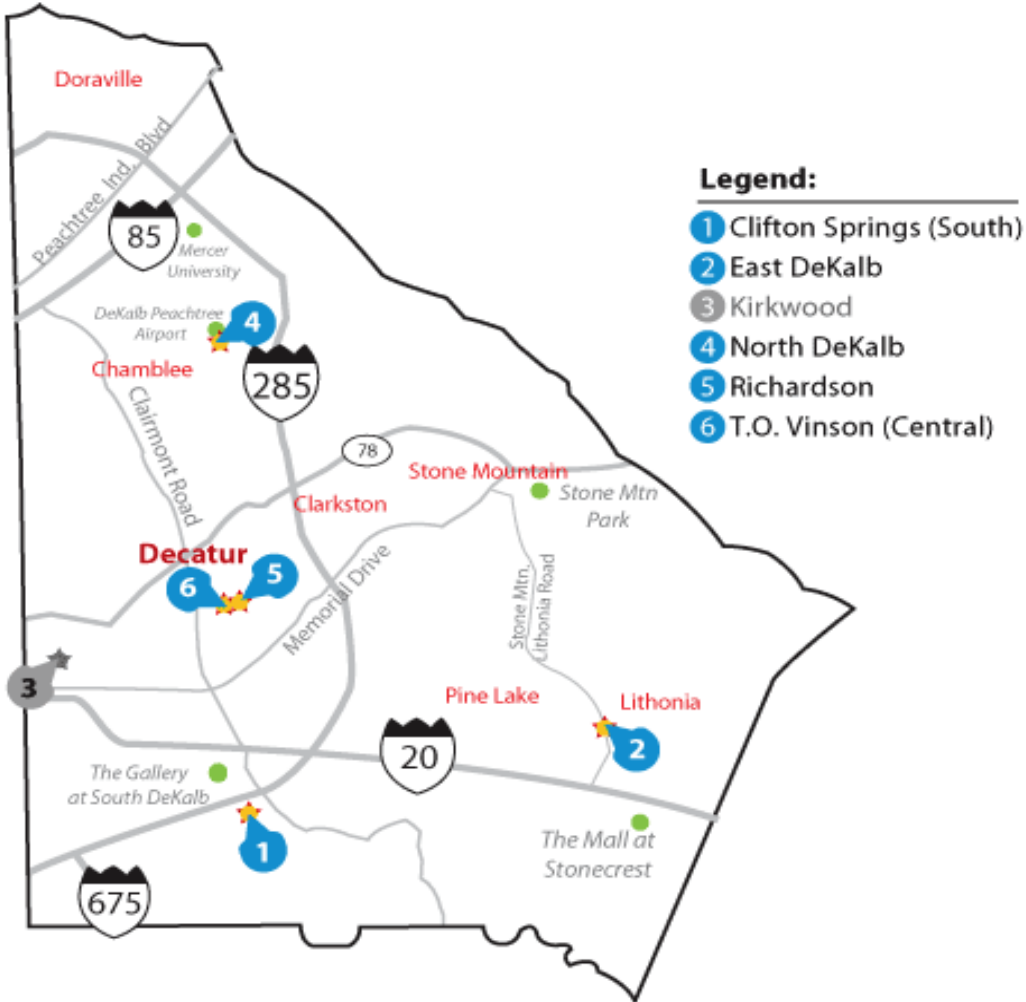 Doraville
Peachtree Ind. Blvd
85
Mercer
University
DeKalb Peachtree
Airport
4
Chamblee
285
Clairmont Road
78
Stone Mountain
Clarkston
Stone Mtn
Park
Decatur
6
5
Memorial Drive
Stone Mtn.
Lithonia Road
3
Pine Lake
Lithonia
2
20
The Gallery
at South DeKalb
1
The Mall at
Stonecrest
675
Legend:
1 Clifton Springs (South)
2 East DeKalb
3 Kirkwood
4 North DeKalb
5 Richardson
6 T.O. Vinson (Central)